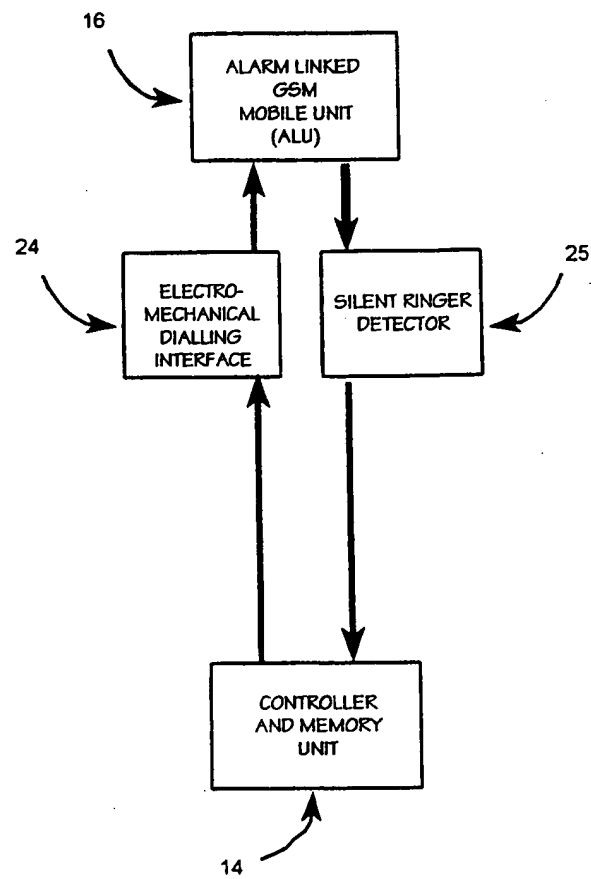 16
ALARM LINKED
GSM
MOBILE UNIT
(ALU)
24
ELECTRO-
MECHANICAL
DIALLING
INTERFACE
SILENT RINGER
DETECTOR
25
CONTROLLER
AND MEMORY
UNIT
14